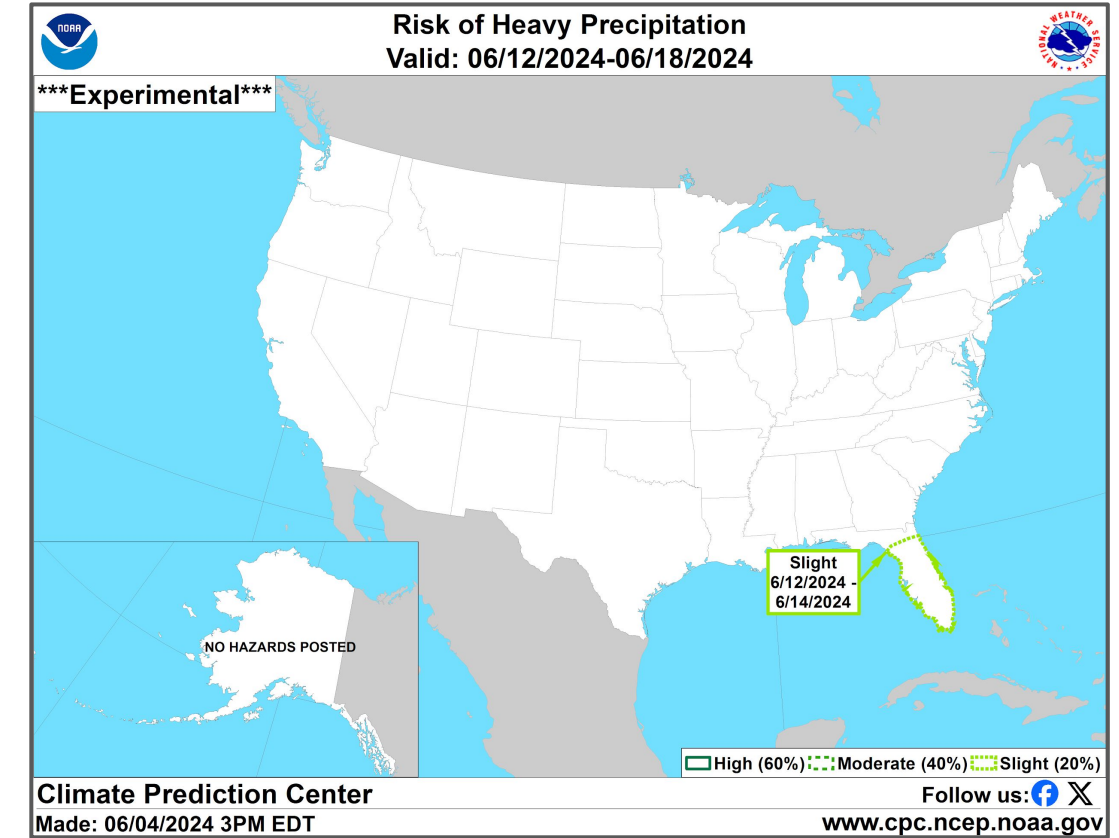 NOAA
Risk of Heavy Precipitation
Valid: 06/12/2024-06/18/2024
NATIONAL WEATHER SERVICE
***Experimental***
Slight
6/12/2024 -
6/14/2024
NO HAZARDS POSTED
High (60%) Moderate (40%) Slight (20%)
Climate Prediction Center
Follow us:
Made: 06/04/2024 3PM EDT
www.cpc.ncep.noaa.gov